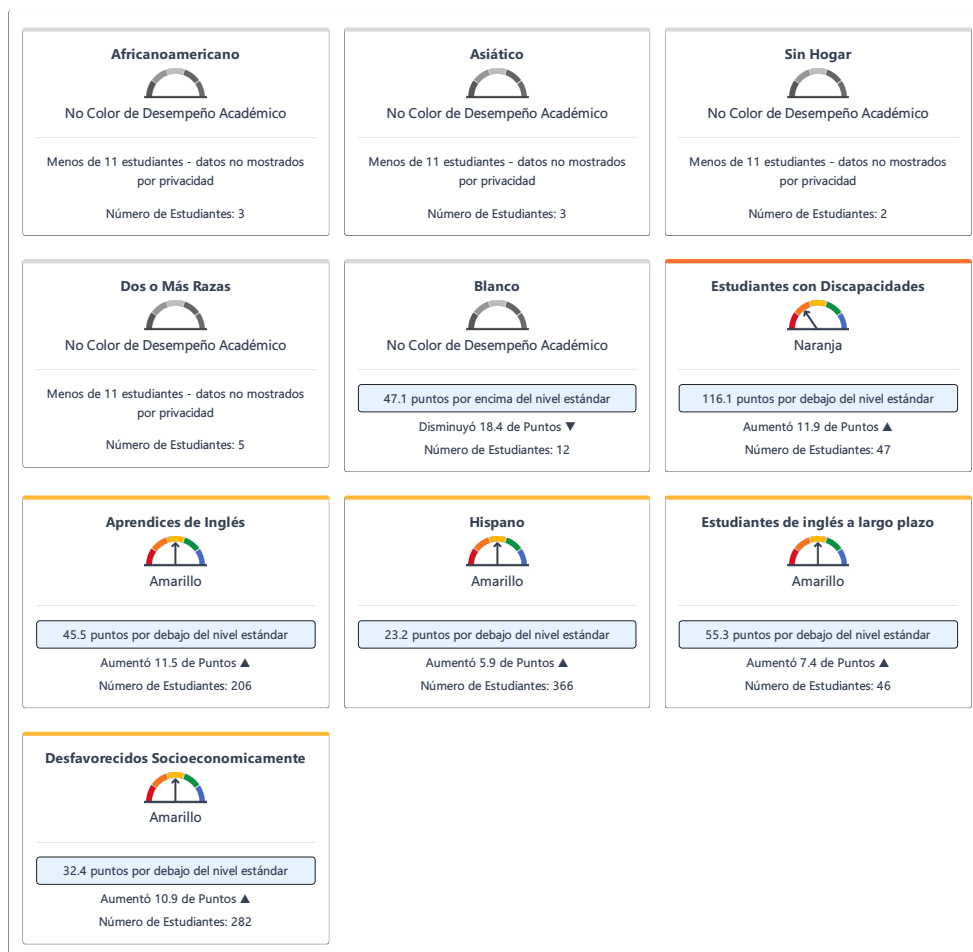 Africanoamericano
No Color de Desempeño Académico
Menos de 11 estudiantes - datos no mostrados
por privacidad
Número de Estudiantes: 3
Asiático
No Color de Desempeño Académico
Menos de 11 estudiantes - datos no mostrados
por privacidad
Número de Estudiantes: 3
Sin Hogar
No Color de Desempeño Académico
Menos de 11 estudiantes - datos no mostrados
por privacidad
Número de Estudiantes: 2
Dos o Más Razas
No Color de Desempeño Académico
Menos de 11 estudiantes - datos no mostrados
por privacidad
Número de Estudiantes: 5
Blanco
No Color de Desempeño Académico
47.1 puntos por encima del nivel estándar
Disminuyó 18.4 de Puntos ▼
Número de Estudiantes: 12
Estudiantes con Discapacidades
Naranja
116.1 puntos por debajo del nivel estándar
Aumentó 11.9 de Puntos ▲
Número de Estudiantes: 47
Aprendices de Inglés
Amarillo
45.5 puntos por debajo del nivel estándar
Aumentó 11.5 de Puntos ▲
Número de Estudiantes: 206
Hispano
Amarillo
23.2 puntos por debajo del nivel estándar
Aumentó 5.9 de Puntos ▲
Número de Estudiantes: 366
Estudiantes de inglés a largo plazo
Amarillo
55.3 puntos por debajo del nivel estándar
Aumentó 7.4 de Puntos ▲
Número de Estudiantes: 46
Desfavorecidos Socioeconomicamente
Amarillo
32.4 puntos por debajo del nivel estándar
Aumentó 10.9 de Puntos ▲
Número de Estudiantes: 282